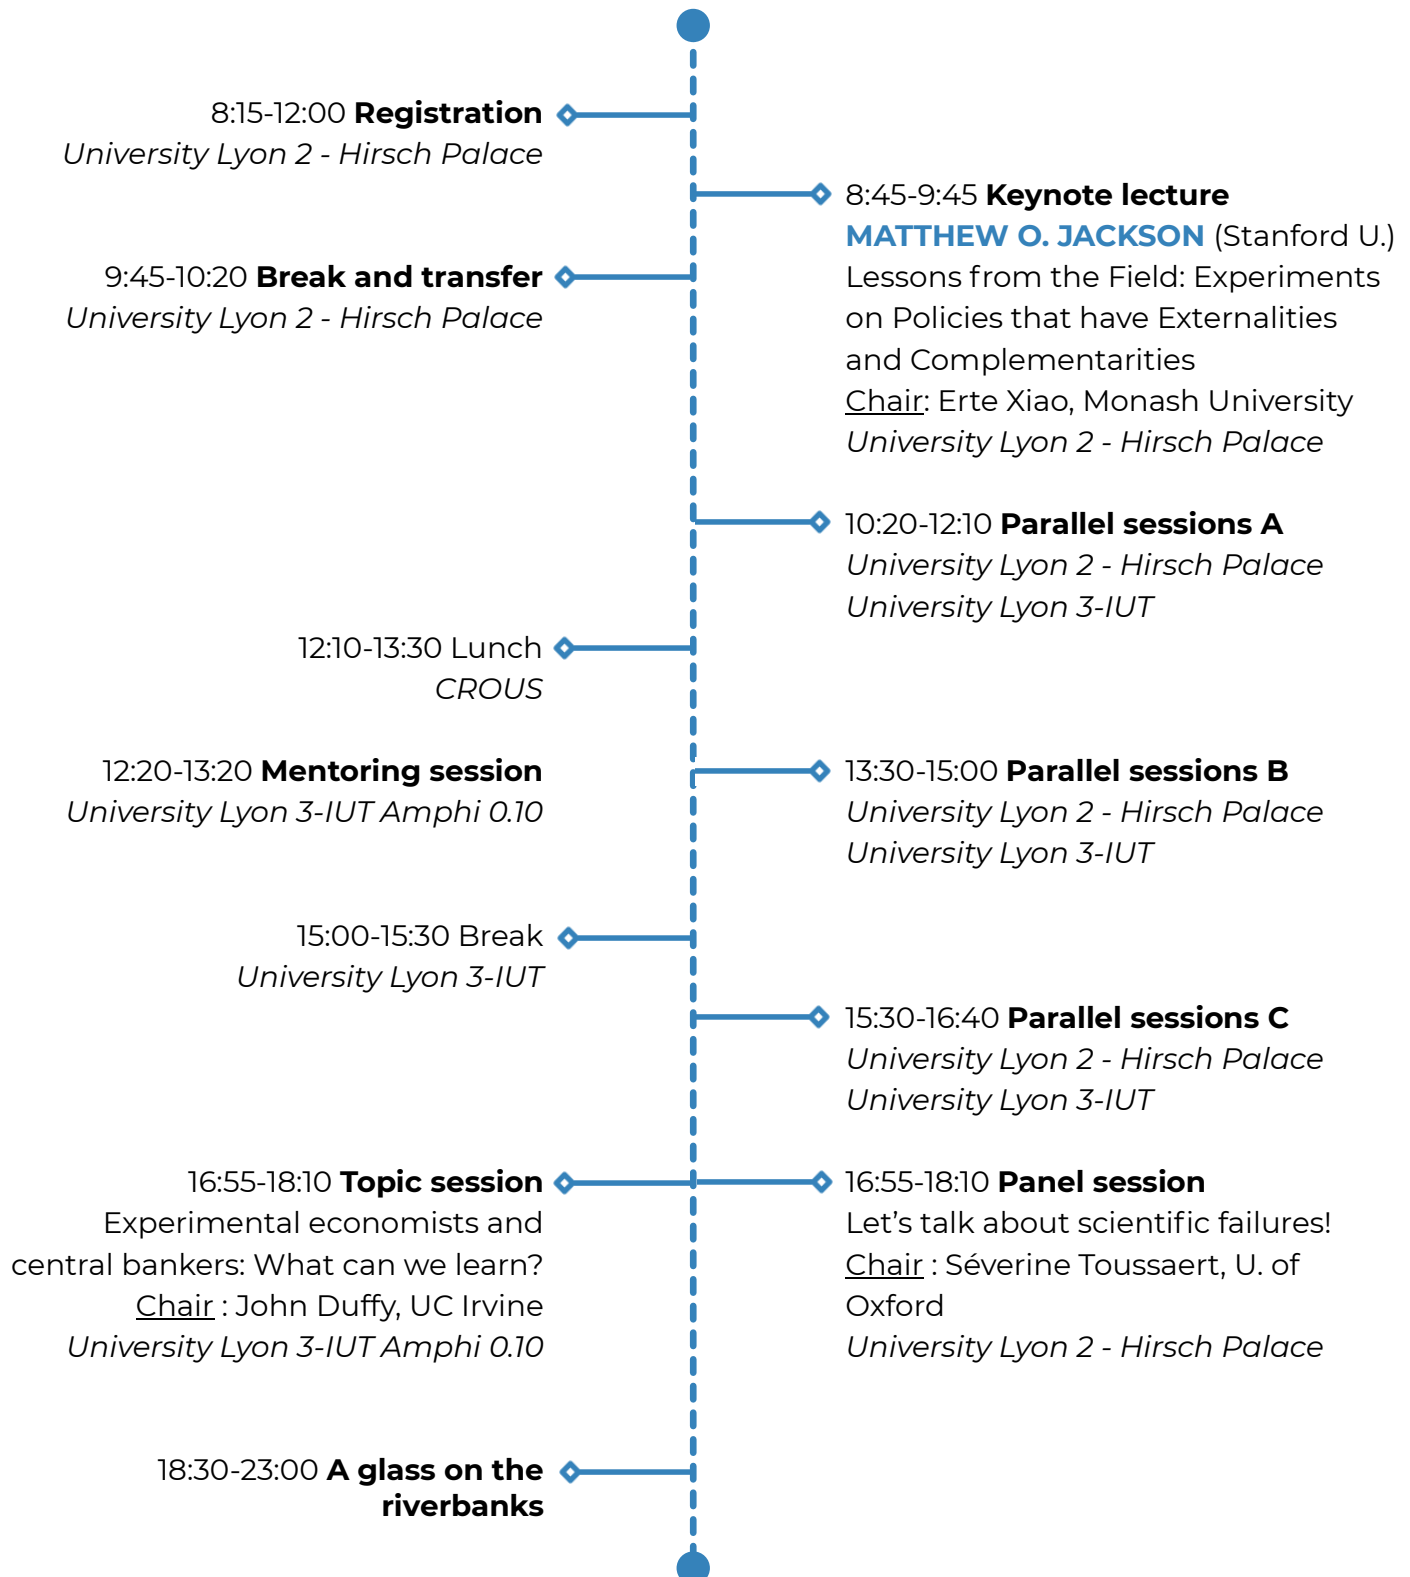 8:15-12:00 Registration
University Lyon 2 - Hirsch Palace
8:45-9:45 Keynote lecture
MATTHEW O. JACKSON (Stanford U.)
Lessons from the Field: Experiments
on Policies that have Externalities
and Complementarities
Chair: Erte Xiao, Monash University
University Lyon 2 - Hirsch Palace
9:45-10:20 Break and transfer
University Lyon 2 - Hirsch Palace
10:20-12:10 Parallel sessions A
University Lyon 2 - Hirsch Palace
University Lyon 3-IUT
12:10-13:30 Lunch
CROUS
12:20-13:20 Mentoring session
University Lyon 3-IUT Amphi 0.10
13:30-15:00 Parallel sessions B
University Lyon 2 - Hirsch Palace
University Lyon 3-IUT
15:00-15:30 Break
University Lyon 3-IUT
15:30-16:40 Parallel sessions C
University Lyon 2 - Hirsch Palace
University Lyon 3-IUT
16:55-18:10 Topic session
Experimental economists and
central bankers: What can we learn?
Chair : John Duffy, UC Irvine
University Lyon 3-IUT Amphi 0.10
16:55-18:10 Panel session
Let’s talk about scientific failures!
Chair : Séverine Toussaert, U. of
Oxford
University Lyon 2 - Hirsch Palace
18:30-23:00 A glass on the
riverbanks